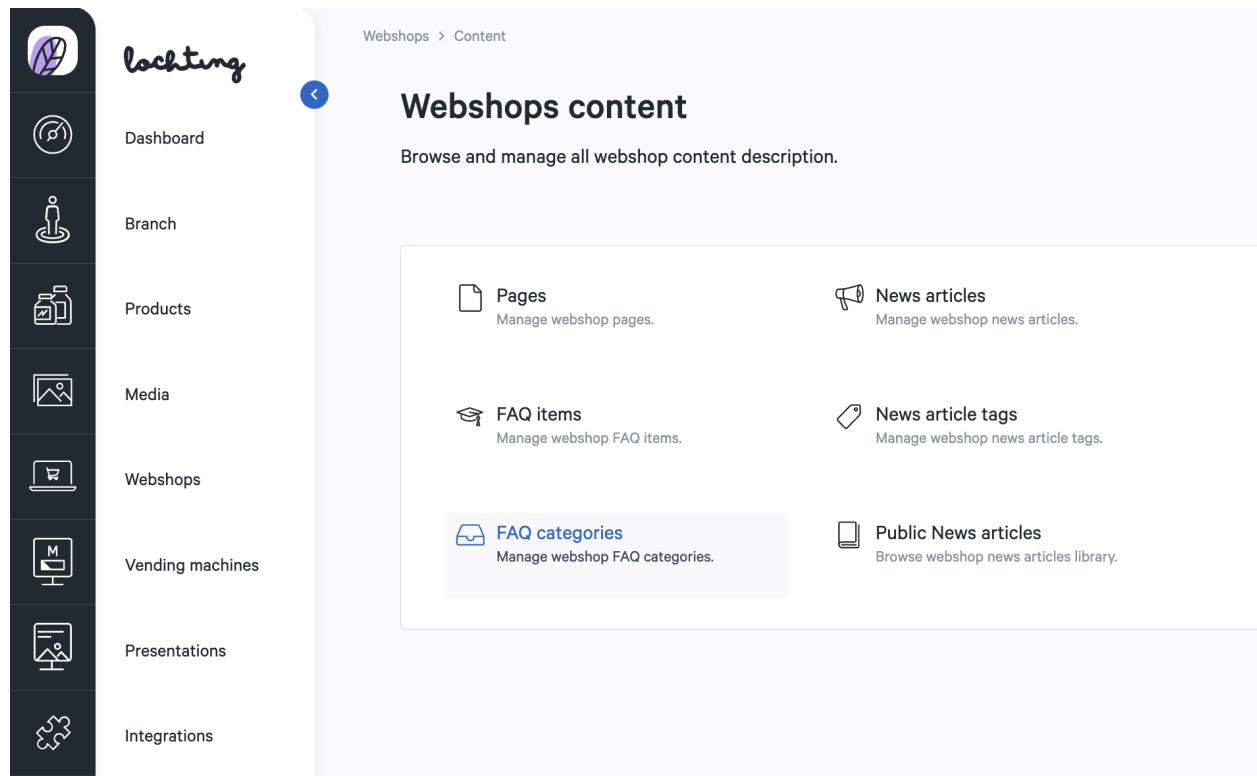 lochting
Dashboard
Branch
Products
Media
Webshops
M
Vending machines
Presentations
Integrations
Webshops > Content
Webshops content
Browse and manage all webshop content description.
Pages
Manage webshop pages.
News articles
Manage webshop news articles.
FAQ items
Manage webshop FAQ items.
News article tags
Manage webshop news article tags.
FAQ categories
Manage webshop FAQ categories.
Public News articles
Browse webshop news articles library.